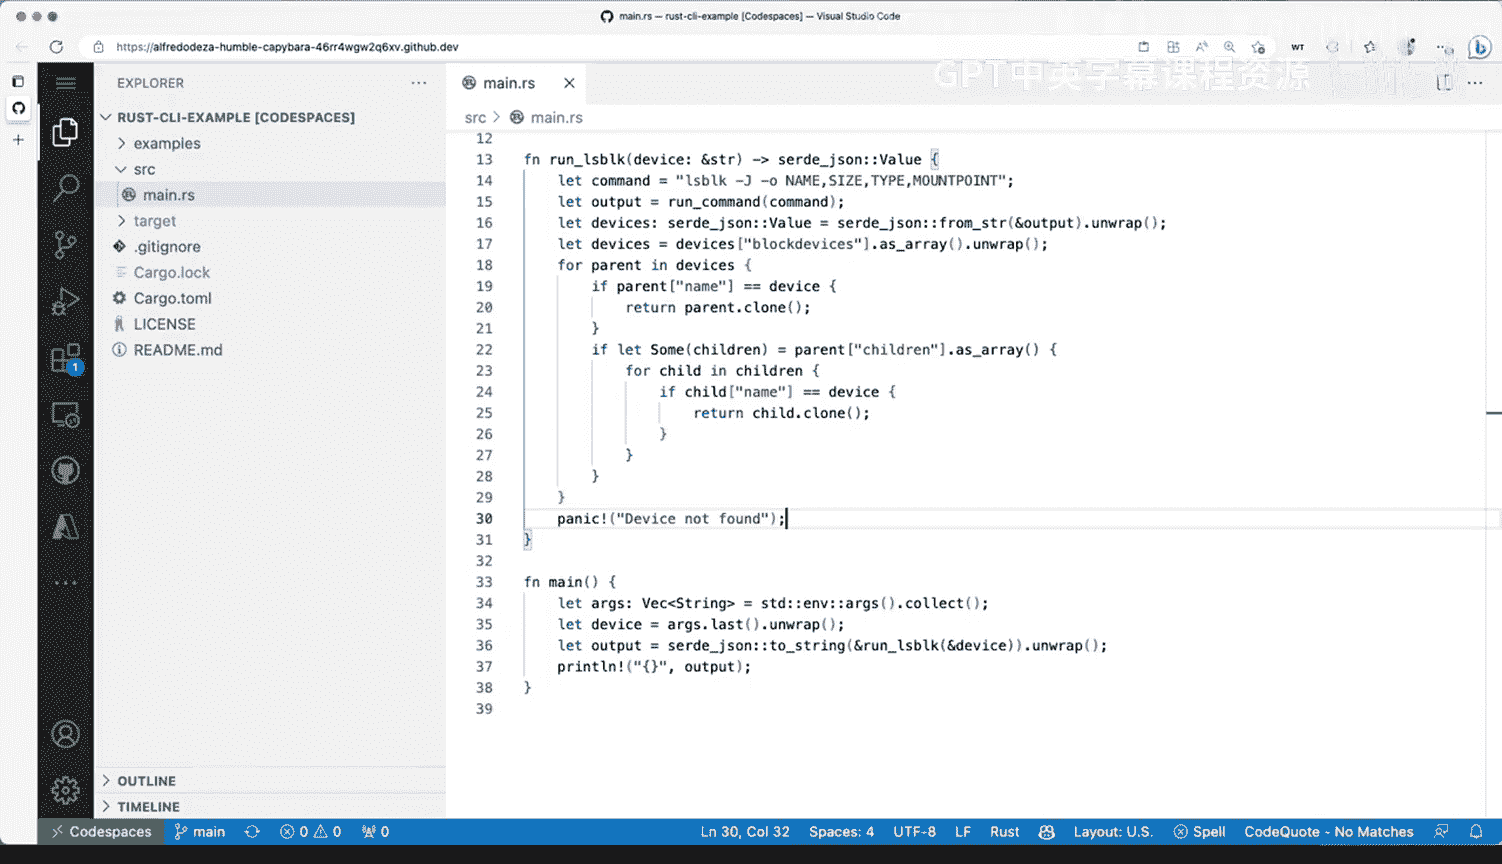 main.rs — rust-cli-example [Codespaces] — Visual Studio Code
https://alfredodeza-humble-capybara-46rr4wgw2q6xv.github.dev
WT
GPT中英字幕课程资源
EXPLORER
RUST-CLI-EXAMPLE [CODESPACES]
examples
src
main.rs
target
.gitignore
Cargo.lock
Cargo.toml
LICENSE
README.md
1
OUTLINE
TIMELINE
main.rs
src > main.rs
12
13 fn run_lsblk(device: &str) -> serde_json::Value {
14 let command = "lsblk -J -o NAME,SIZE,TYPE,MOUNTPOINT";
15 let output = run_command(command);
16 let devices: serde_json::Value = serde_json::from_str(&output).unwrap();
17 let devices = devices["blockdevices"].as_array().unwrap();
18 for parent in devices {
19 if parent["name"] == device {
20 return parent.clone();
21 }
22 if let Some(children) = parent["children"].as_array() {
23 for child in children {
24 if child["name"] == device {
25 return child.clone();
26 }
27 }
28 }
29 }
30 panic!("Device not found");
31 }
32
33 fn main() {
34 let args: Vec<String> = std::env::args().collect();
35 let device = args.last().unwrap();
36 let output = serde_json::to_string(&run_lsblk(&device)).unwrap();
37 println!("{}", output);
38 }
39
Codespaces main 0 0 0 Ln 30, Col 32 Spaces: 4 UTF-8 LF Rust Layout: U.S. Spell CodeQuote - No Matches